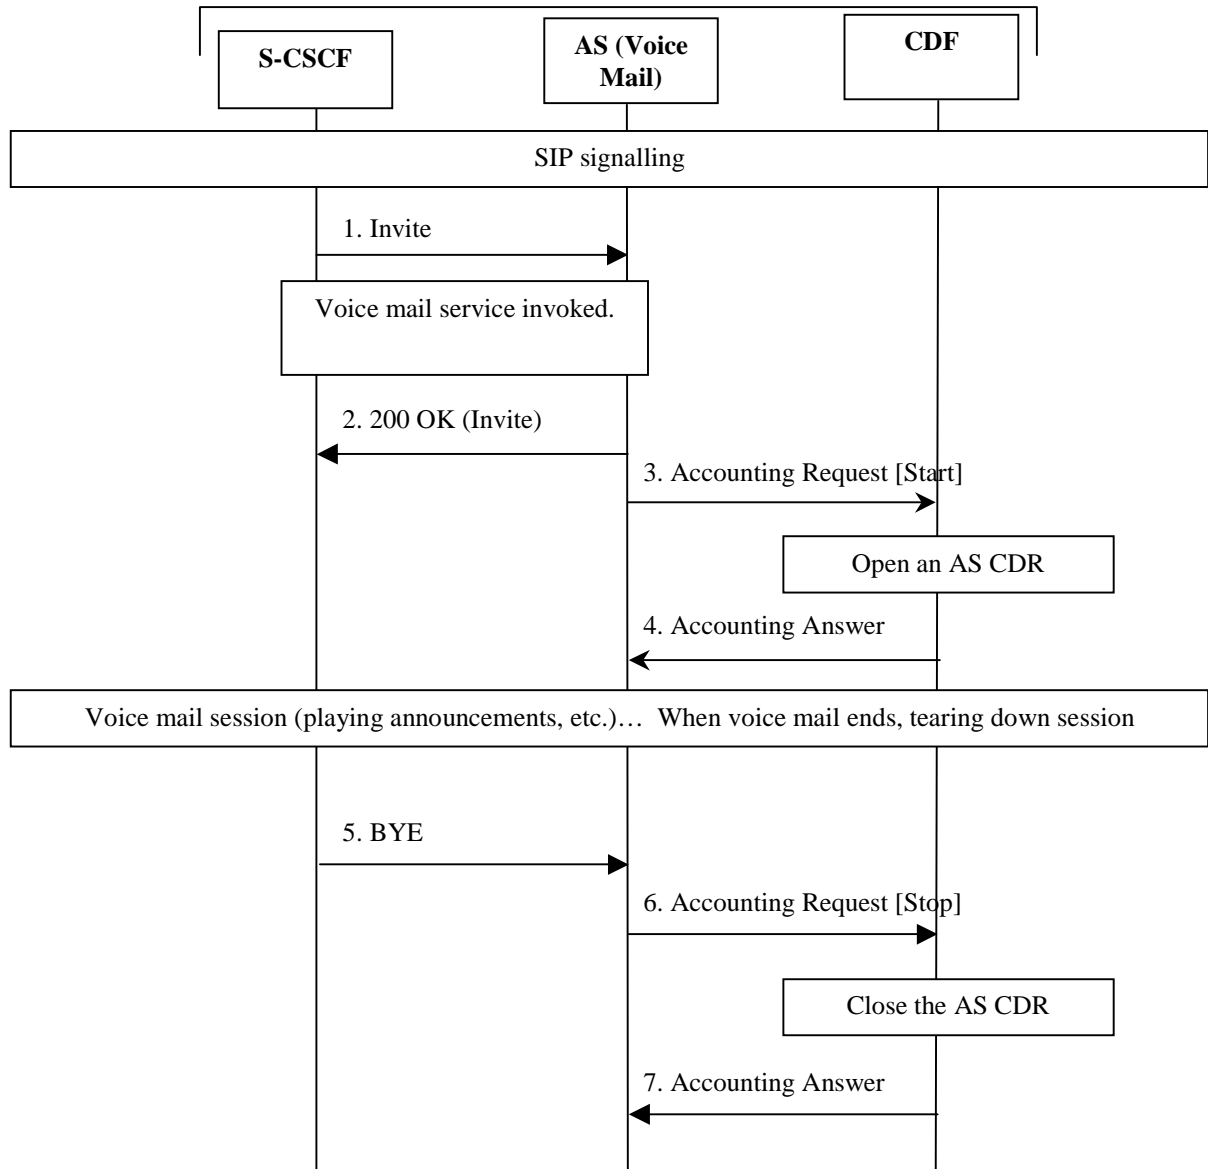 S-CSCF
AS (Voice
Mail)
CDF
SIP signalling
1. Invite
Voice mail service invoked.
2. 200 OK (Invite)
3. Accounting Request [Start]
Open an AS CDR
4. Accounting Answer
Voice mail session (playing announcements, etc.)… When voice mail ends, tearing down session
5. BYE
6. Accounting Request [Stop]
Close the AS CDR
7. Accounting Answer